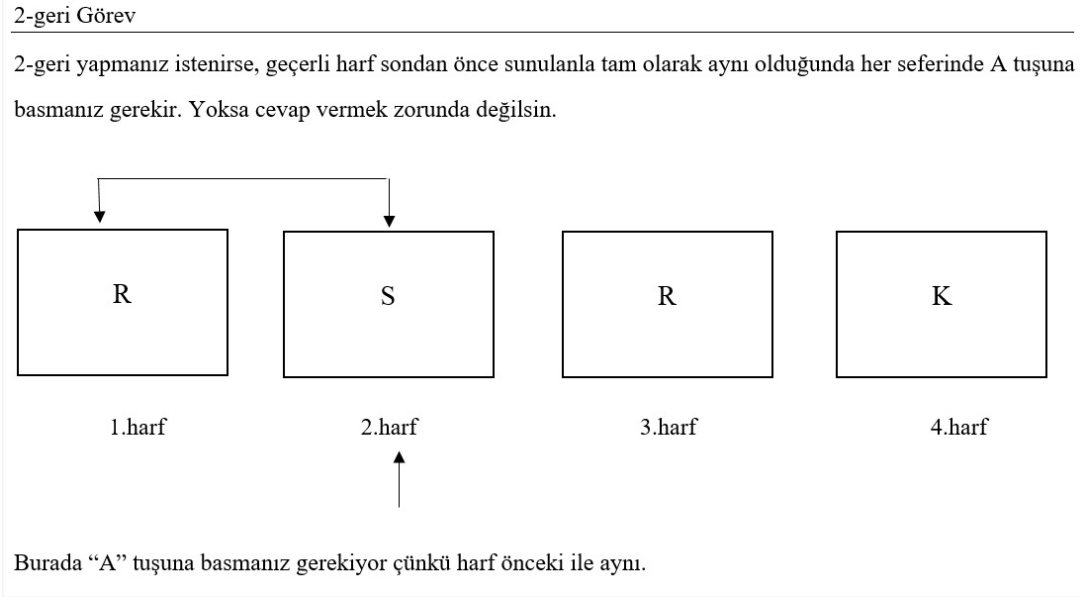 2-geri Görev
2-geri yapmanız istenirse, geçerli harf sondan önce sunulanla tam olarak aynı olduğunda her seferinde A tuşuna
basmanız gerekir. Yoksa cevap vermek zorunda değilsin.
R S R K
1.harf 2.harf 3.harf 4.harf
Burada “A” tuşuna basmanız gerekiyor çünkü harf önceki ile aynı.